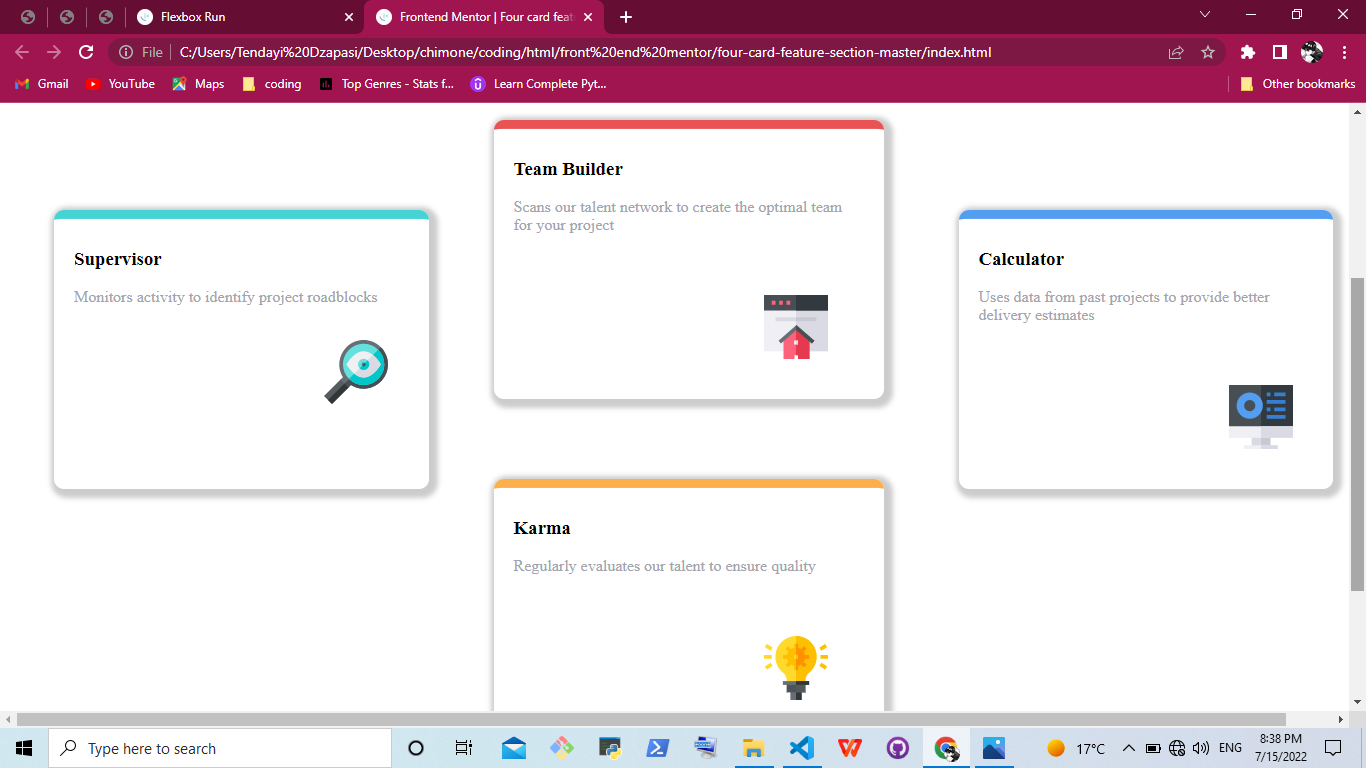 Flexbox Run
Frontend Mentor | Four card feat
File
C:/Users/Tendayi%20Dzapasi/Desktop/chimone/coding/html/front%20end%20mentor/four-card-feature-section-master/index.html
Gmail
YouTube
Maps
coding
Top Genres - Stats f...
Learn Complete Pyt...
Other bookmarks
Team Builder
Scans our talent network to create the optimal team
for your project
Supervisor
Monitors activity to identify project roadblocks
Calculator
Uses data from past projects to provide better
delivery estimates
Karma
Regularly evaluates our talent to ensure quality
Type here to search
17°C
ENG
8:38 PM
7/15/2022